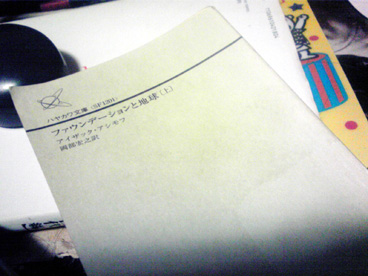 ハヤカワ文庫〈SF1201〉
ファウンデーションと地球〔上〕
アイザック・アシモフ
岡部宏之訳